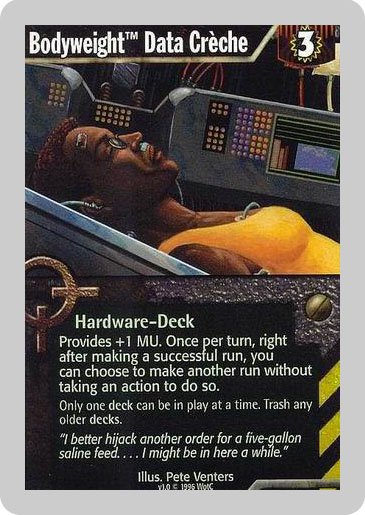 Bodyweight™ Data Crèche
3
Hardware-Deck
Provides +1 MU. Once per turn, right
after making a successful run, you
can choose to make another run without
taking an action to do so.
Only one deck can be in play at a time. Trash any
older decks.
"I better hijack another order for a five-gallon
saline feed. . . . I might be in here a while."
Illus. Pete Venters
v1.0 © 1996 WotC